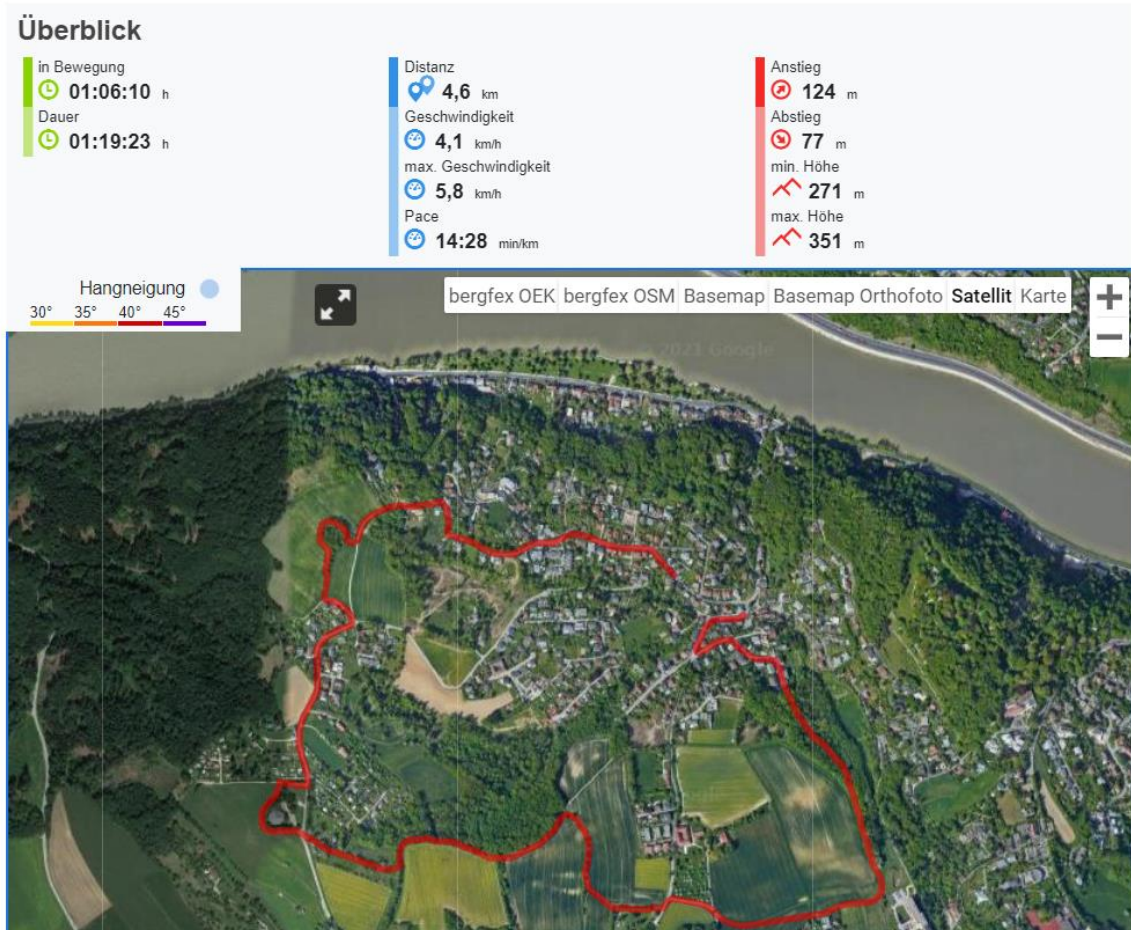 Überblick
in Bewegung
01:06:10 h
Dauer
01:19:23 h
Distanz
4,6 km
Geschwindigkeit
4,1 km/h
max. Geschwindigkeit
5,8 km/h
Pace
14:28 min/km
Anstieg
124 m
Abstieg
77 m
min. Höhe
271 m
max. Höhe
351 m
Hangneigung
30° 35° 40° 45°
bergfex OEK bergfex OSM Basemap Basemap Orthofoto Satellit Karte
+
−
2021 Google